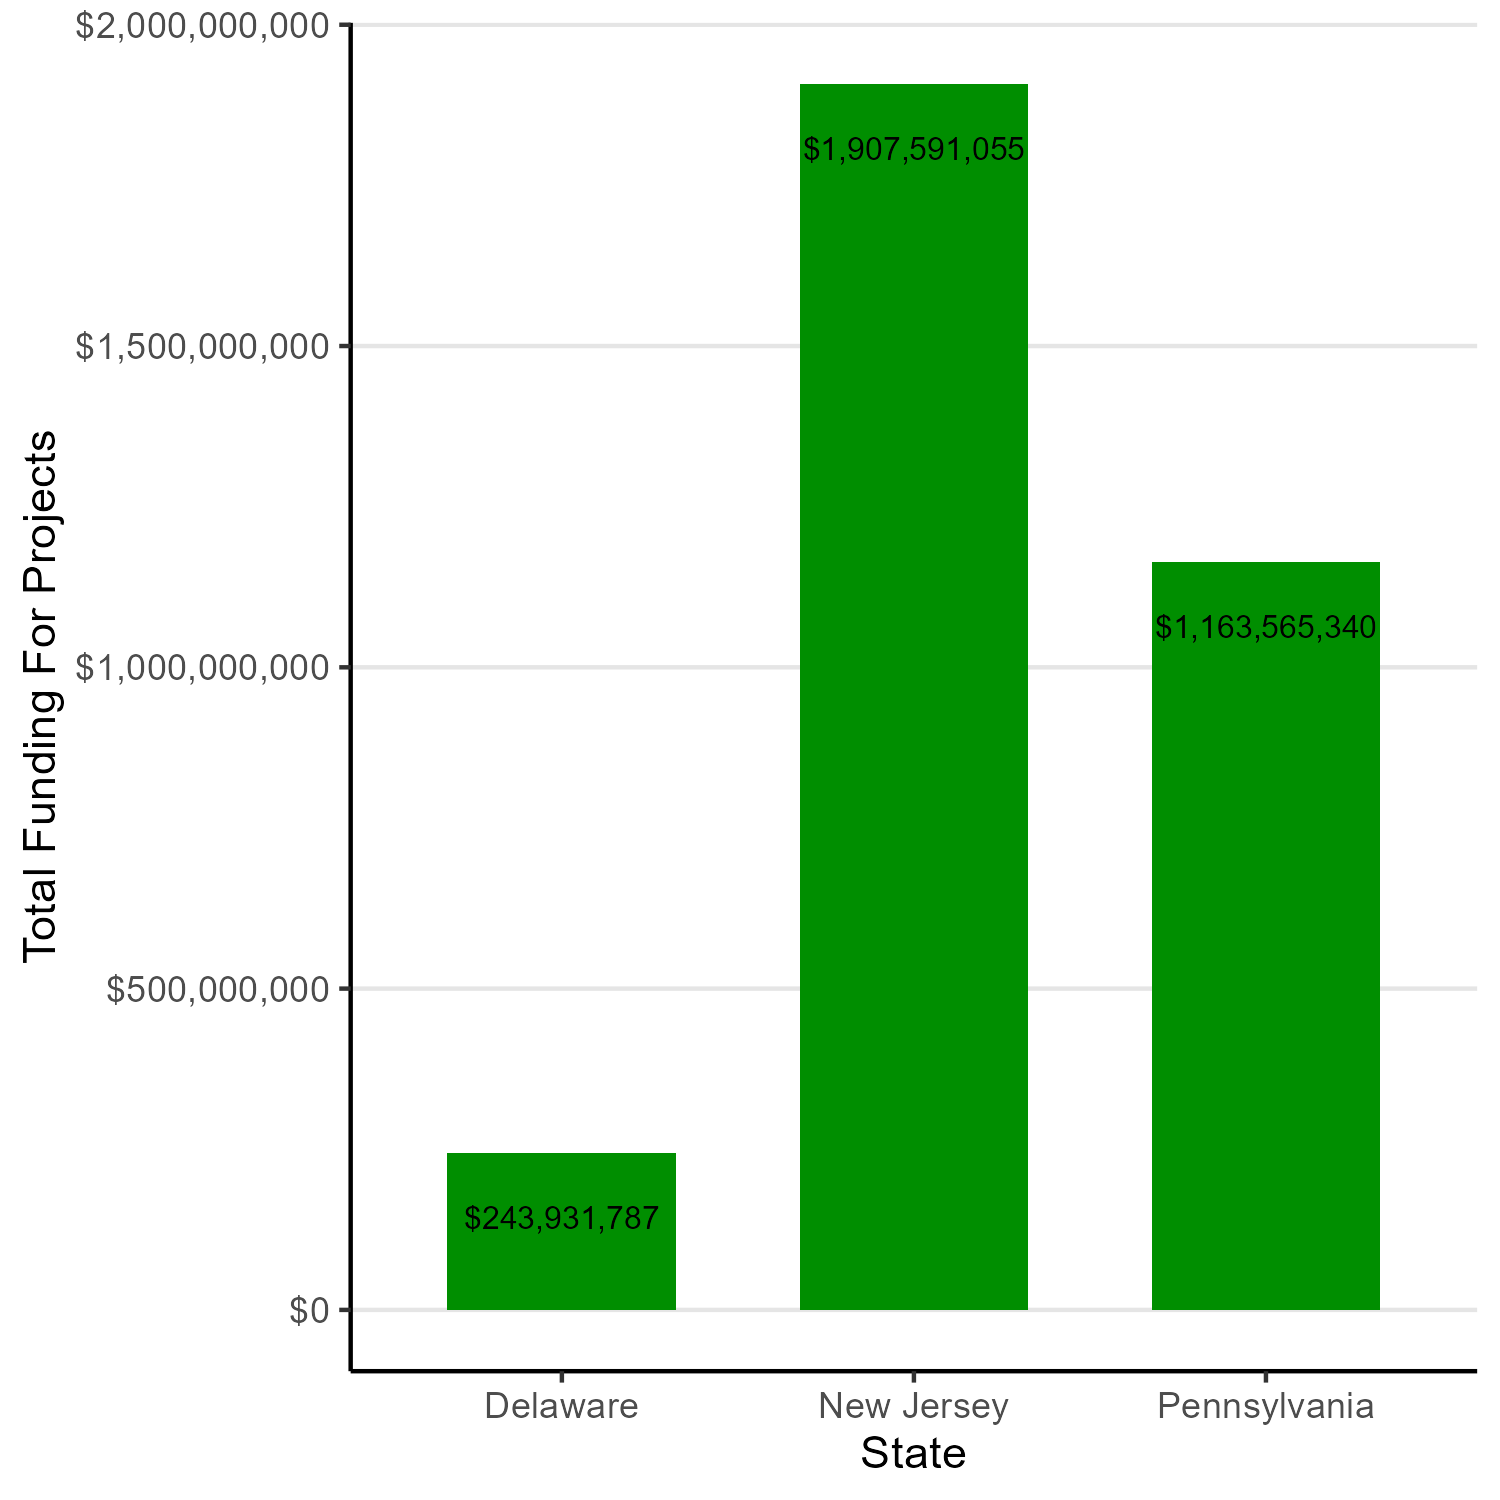 $2,000,000,000
$1,907,591,055
$1,500,000,000
$1,163,565,340
$1,000,000,000
$500,000,000
$243,931,787
$0
Total Funding For Projects
Delaware
New Jersey
Pennsylvania
State